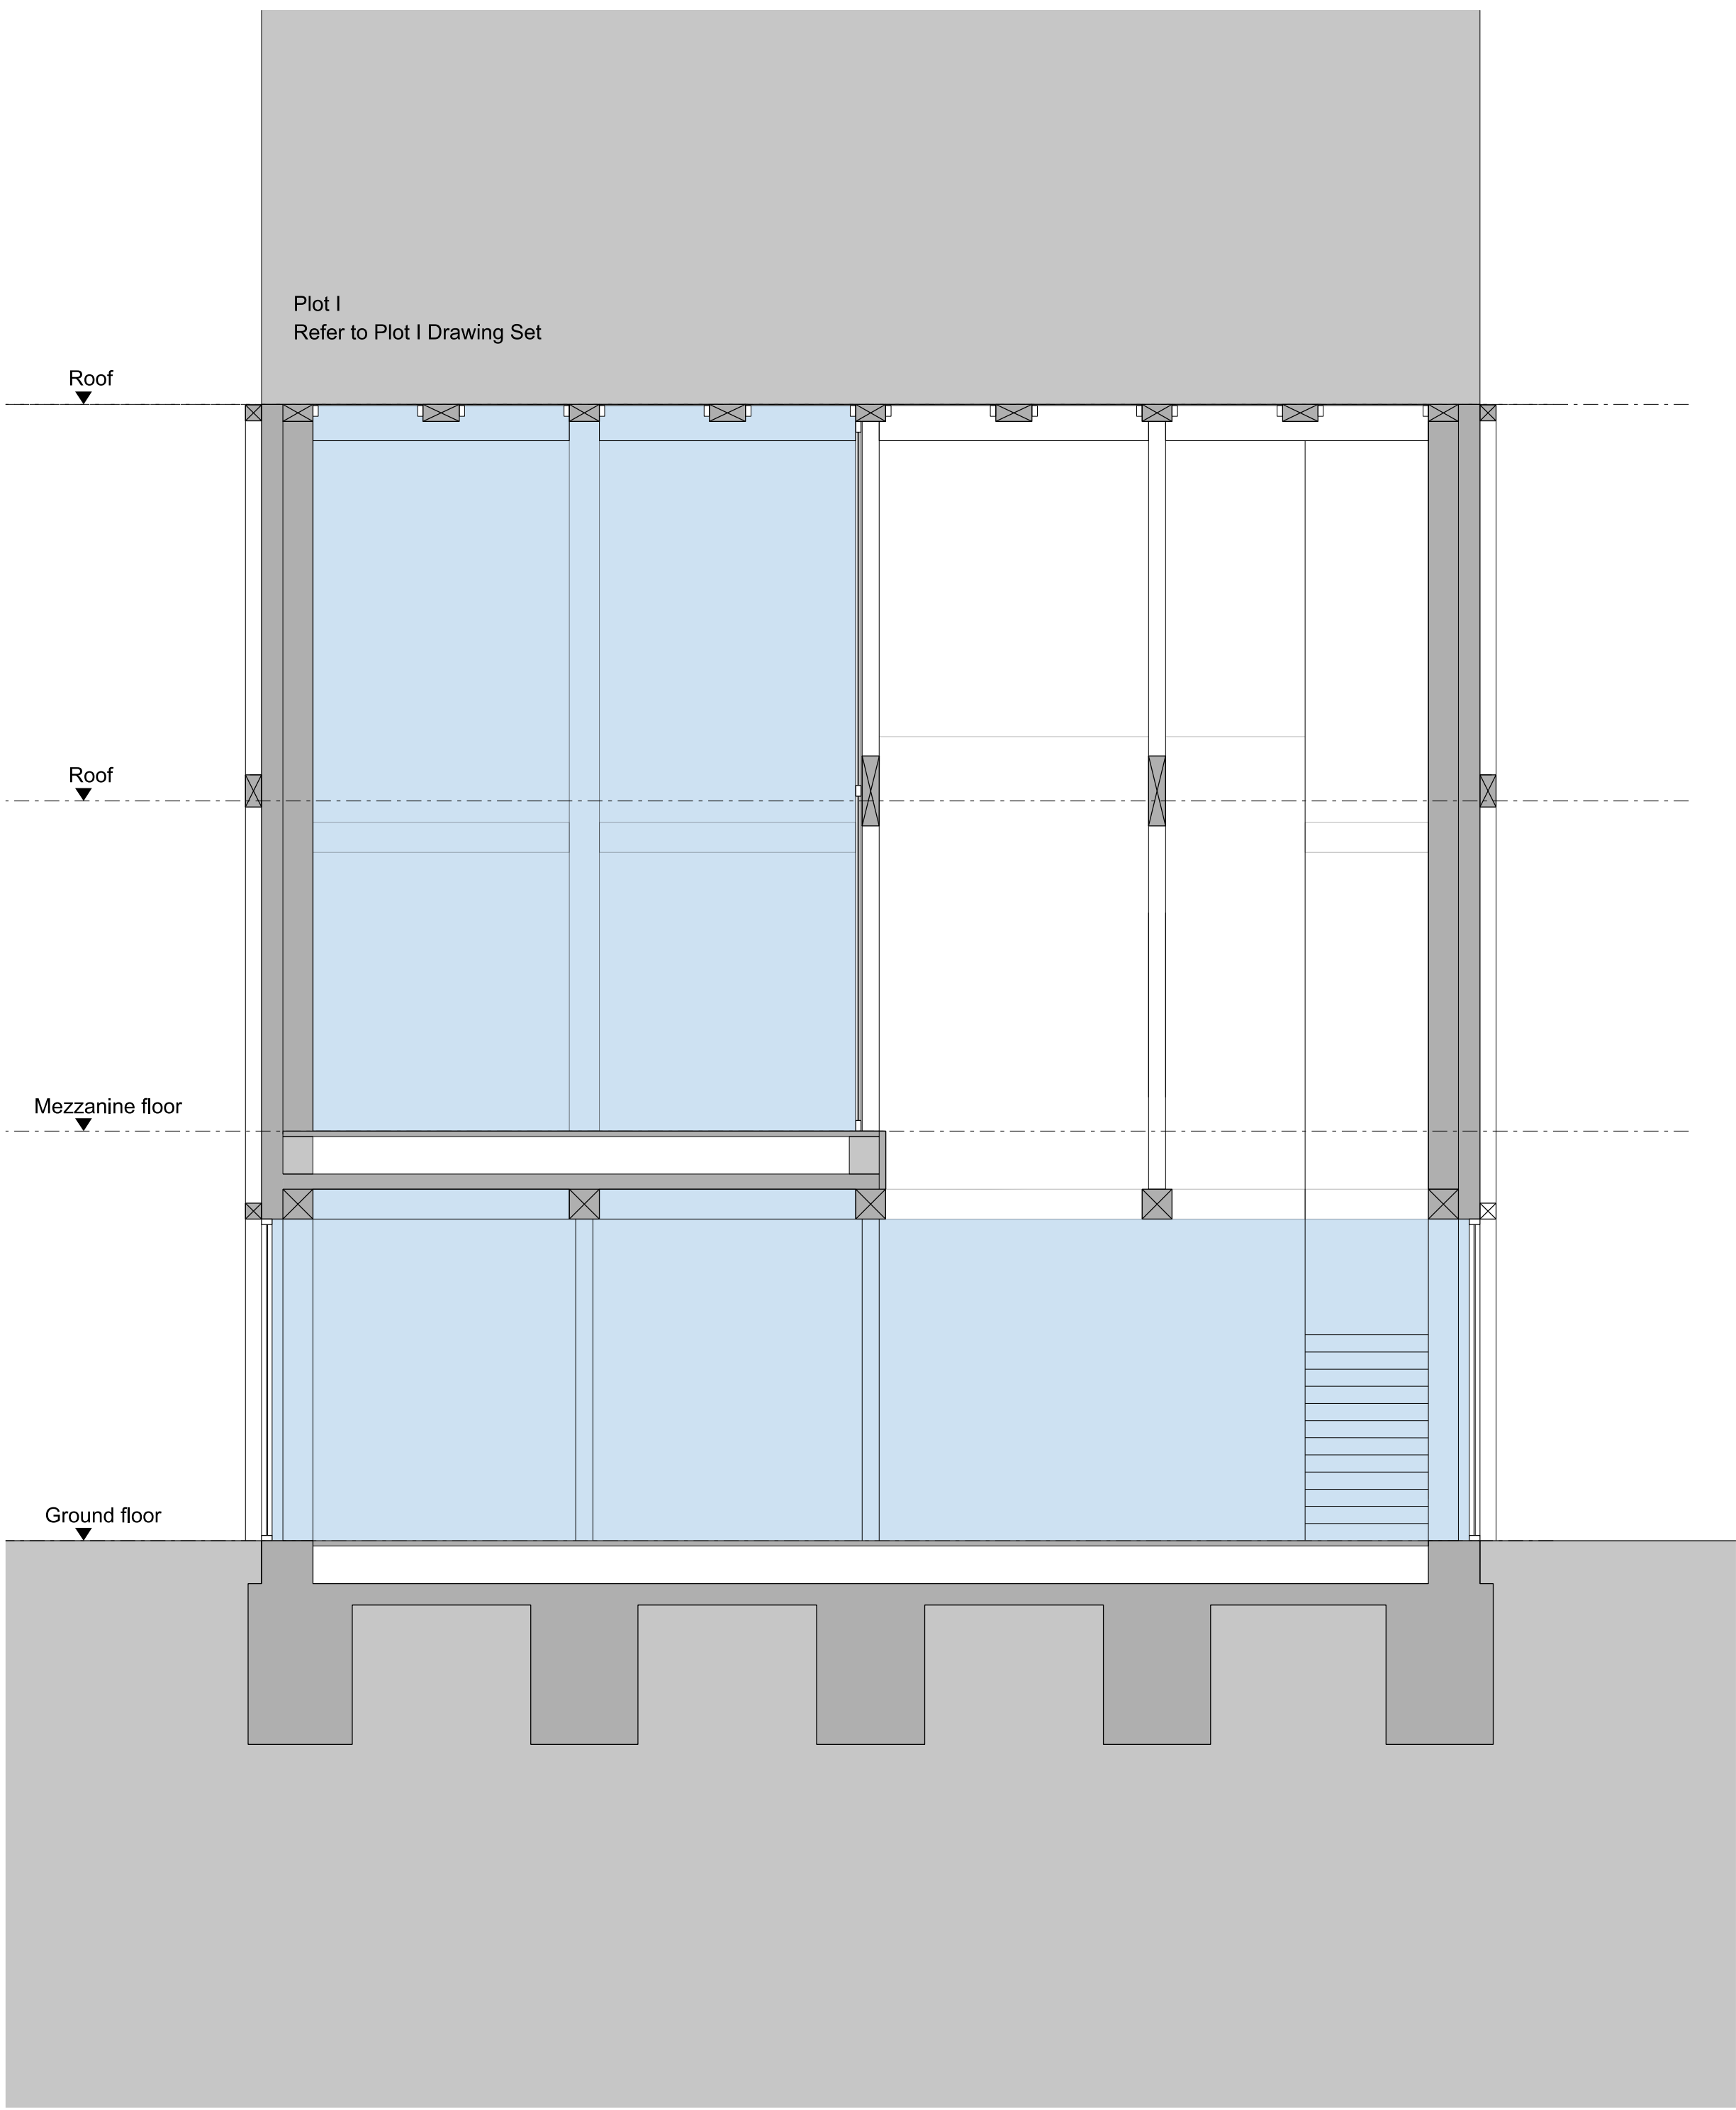 Plot I
Refer to Plot I Drawing Set
Roof
Roof
Mezzanine floor
Ground floor